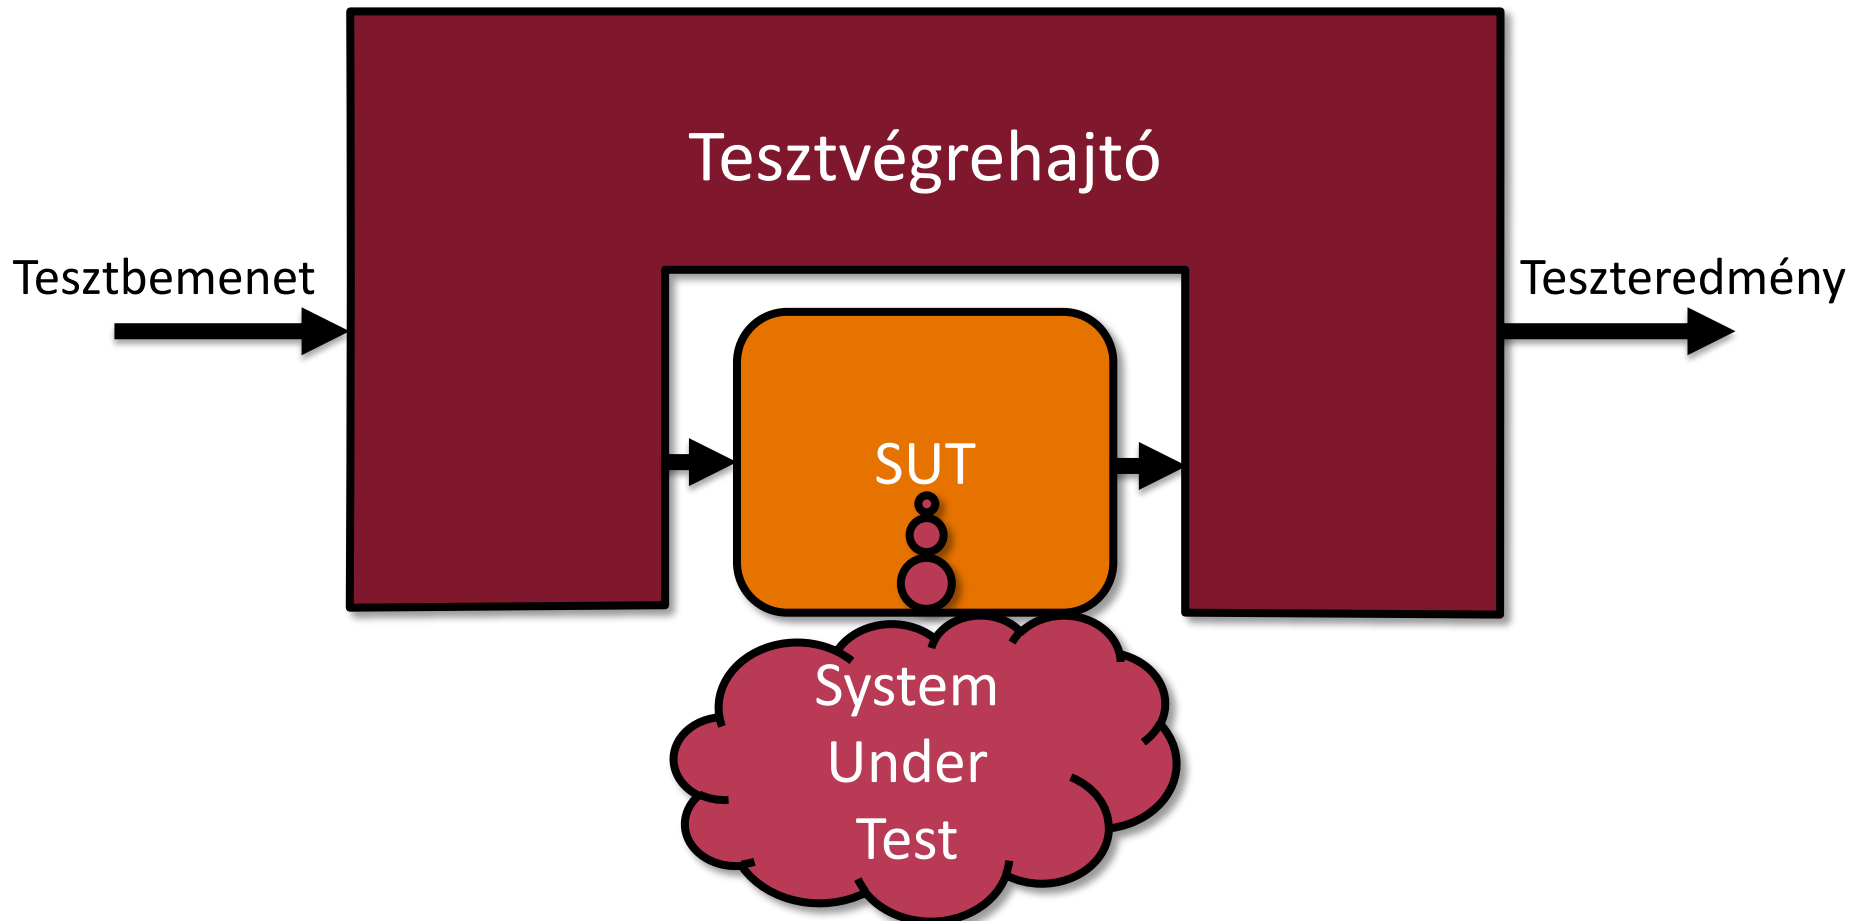 Tesztvégrehajtó
Tesztbemenet
Teszteredmény
SUT
System
Under
Test